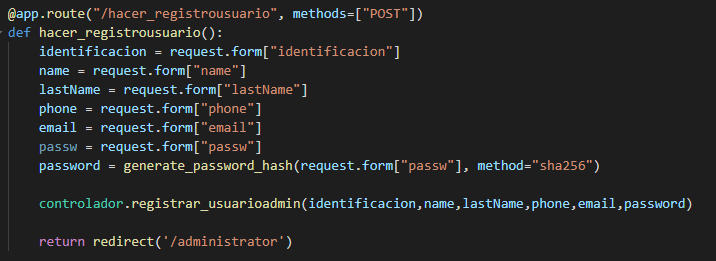 @app.route("/hacer_registrousuario", methods=["POST"])
def hacer_registrousuario():
    identificacion = request.form["identificacion"]
    name = request.form["name"]
    lastName = request.form["lastName"]
    phone = request.form["phone"]
    email = request.form["email"]
    passw = request.form["passw"]
    password = generate_password_hash(request.form["passw"], method="sha256")
    controlador.registrar_usuarioadmin(identificacion,name,lastName,phone,email,password)
    return redirect('/administrator')